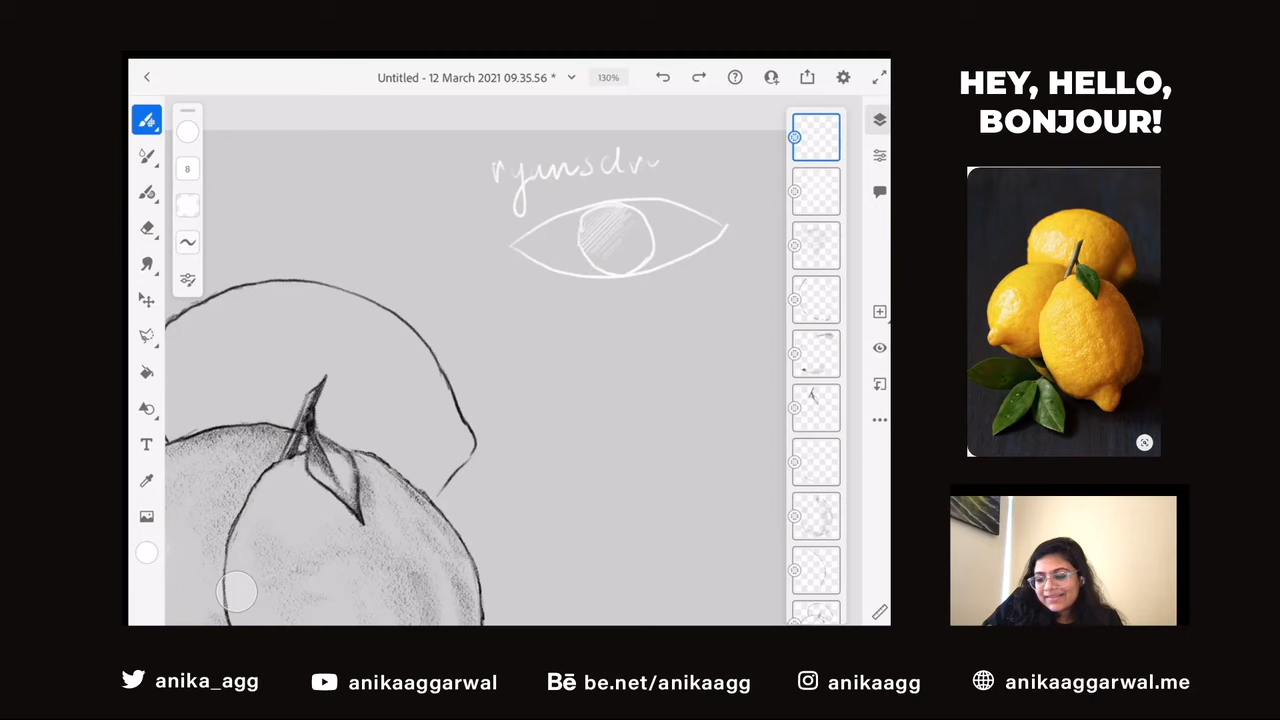 Untitled - 12 March 2021 09.35.56 *
130%
HEY, HELLO,
BONJOUR!
8
T
anika_agg
anikaaggarwal
Bē be.net/anikaagg
anikaagg
anikaaggarwal.me